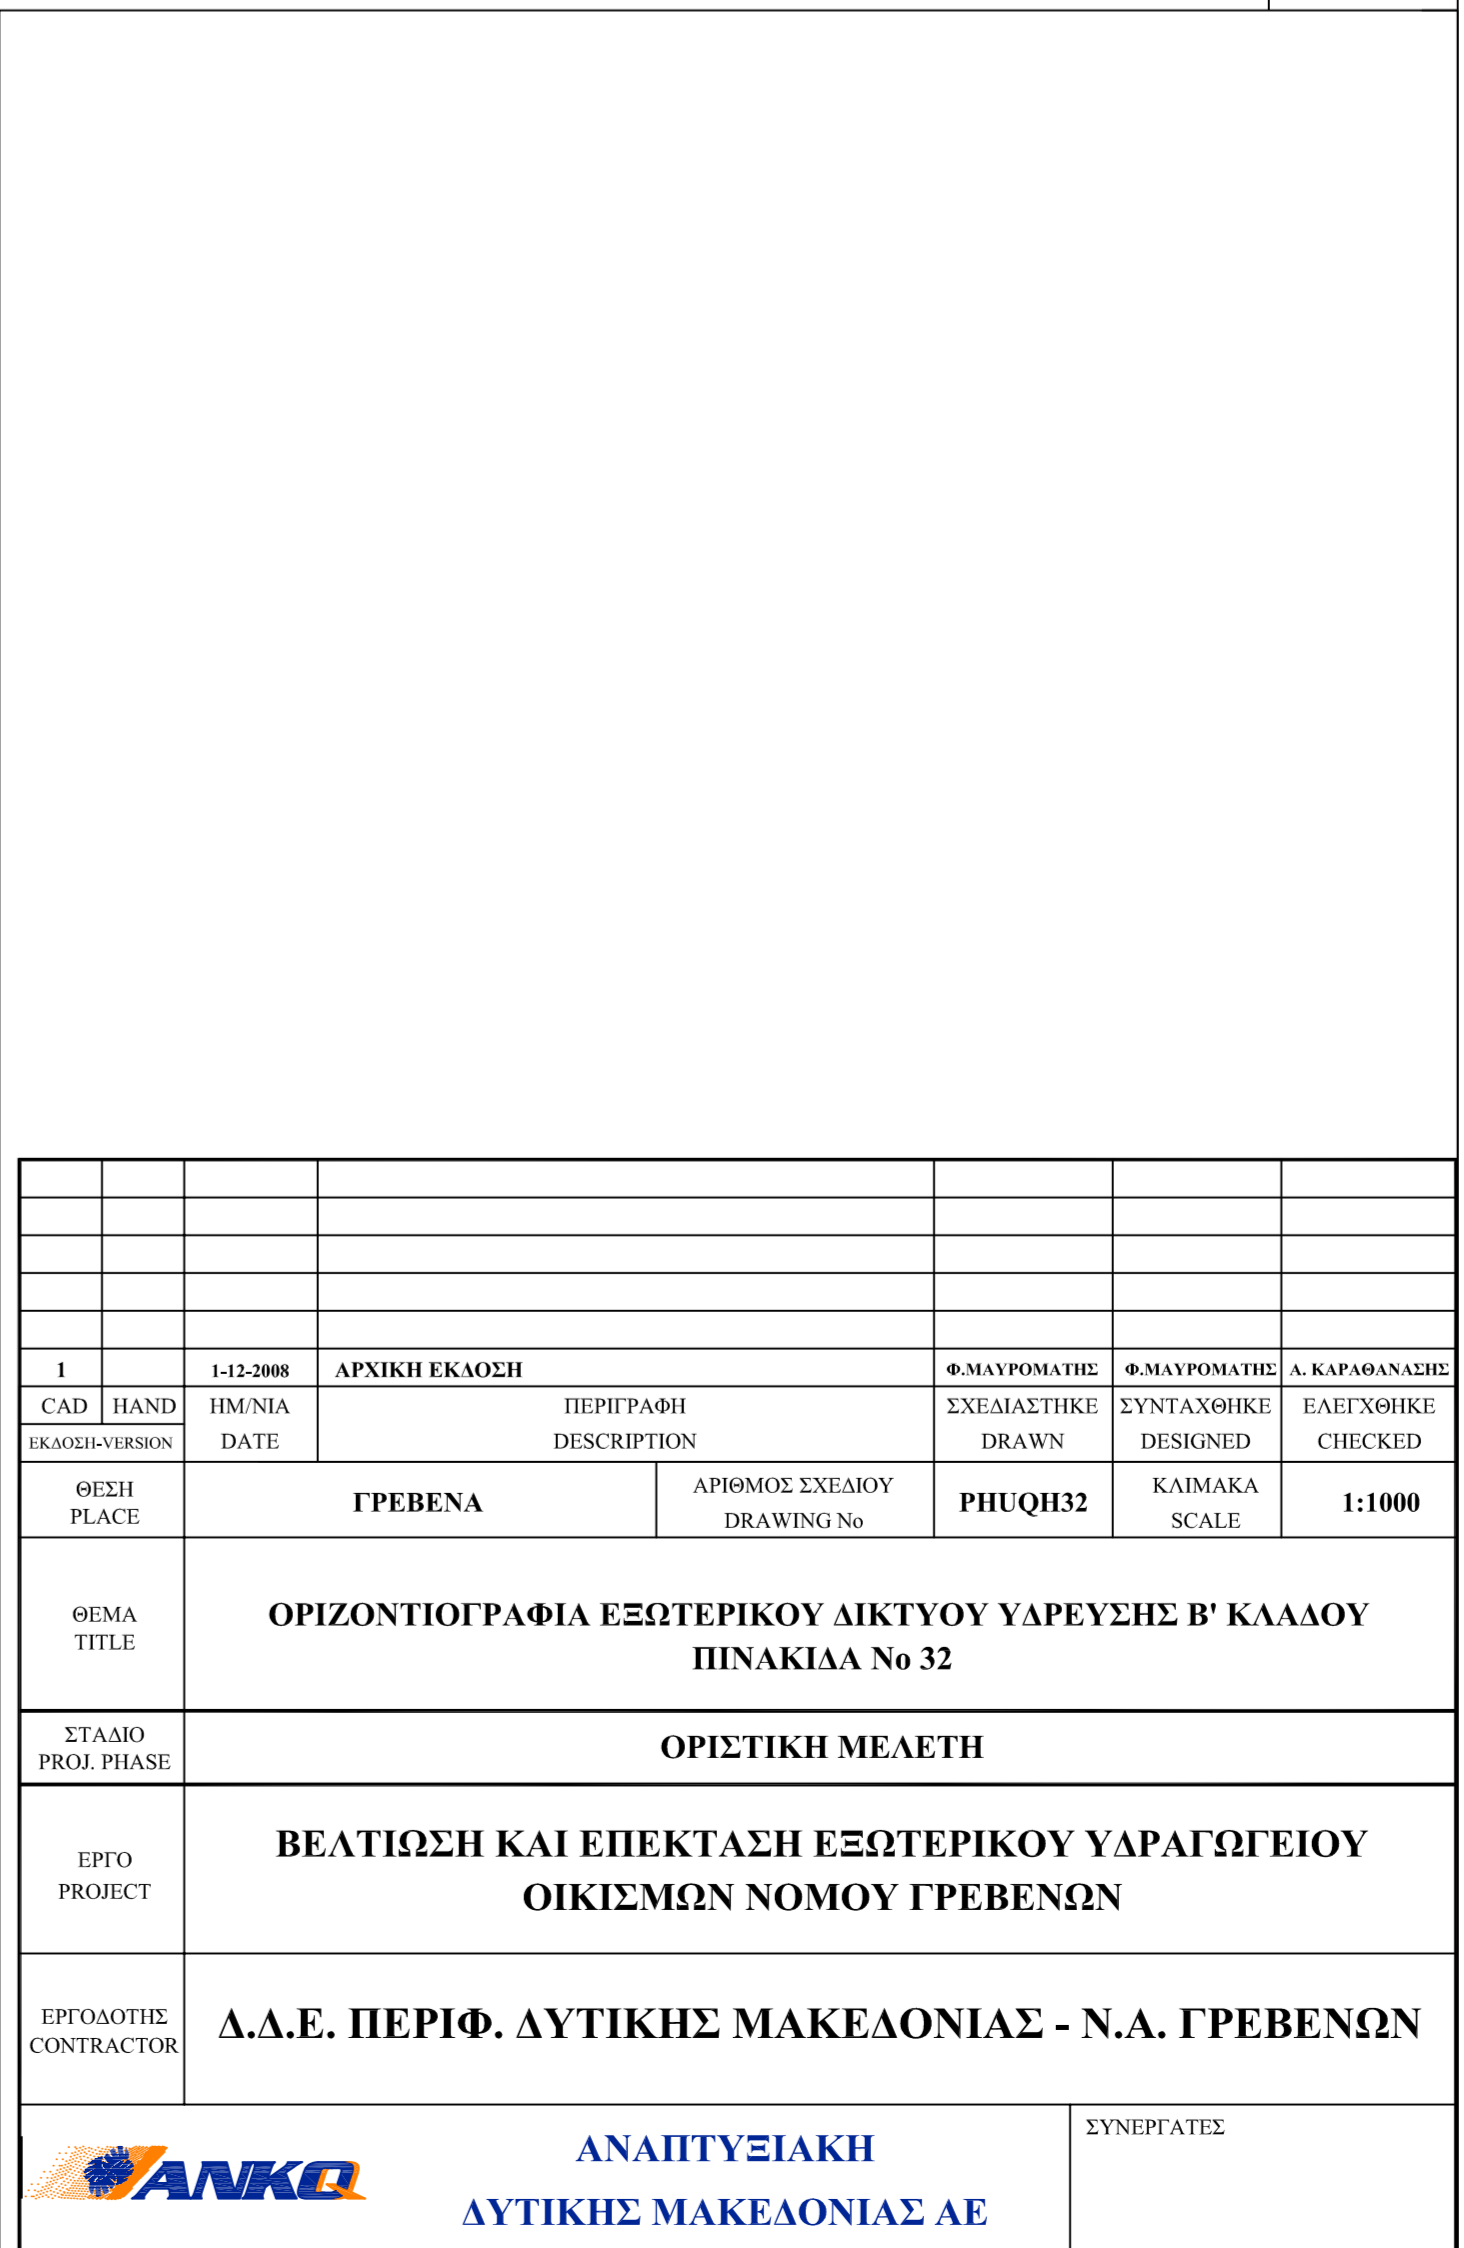 1 1-12-2008 ΑΡΧΙΚΗ ΕΚΔΟΣΗ Φ.ΜΑΥΡΟΜΑΤΗΣ Φ.ΜΑΥΡΟΜΑΤΗΣ Α. ΚΑΡΑΘΑΝΑΣΗΣ
CAD HAND ΗΜ/ΝΙΑ ΠΕΡΙΓΡΑΦΗ ΣΧΕΔΙΑΣΤΗΚΕ ΣΥΝΤΑΧΘΗΚΕ ΕΛΕΓΧΘΗΚΕ
ΕΚΔΟΣΗ-VERSION DATE DESCRIPTION DRAWN DESIGNED CHECKED
ΘΕΣΗ
PLACE
ΓΡΕΒΕΝΑ
ΑΡΙΘΜΟΣ ΣΧΕΔΙΟΥ
DRAWING No
PHUQH32
ΚΛΙΜΑΚΑ
SCALE
1:1000
ΘΕΜΑ
TITLE
ΟΡΙΖΟΝΤΙΟΓΡΑΦΙΑ ΕΞΩΤΕΡΙΚΟΥ ΔΙΚΤΥΟΥ ΥΔΡΕΥΣΗΣ Β' ΚΛΑΔΟΥ
ΠΙΝΑΚΙΔΑ Νο 32
ΣΤΑΔΙΟ
PROJ. PHASE
ΟΡΙΣΤΙΚΗ ΜΕΛΕΤΗ
ΕΡΓΟ
PROJECT
ΒΕΛΤΙΩΣΗ ΚΑΙ ΕΠΕΚΤΑΣΗ ΕΞΩΤΕΡΙΚΟΥ ΥΔΡΑΓΩΓΕΙΟΥ
ΟΙΚΙΣΜΩΝ ΝΟΜΟΥ ΓΡΕΒΕΝΩΝ
ΕΡΓΟΔΟΤΗΣ
CONTRACTOR
Δ.Δ.Ε. ΠΕΡΙΦ. ΔΥΤΙΚΗΣ ΜΑΚΕΔΟΝΙΑΣ - Ν.Α. ΓΡΕΒΕΝΩΝ
ANKO
ΑΝΑΠΤΥΞΙΑΚΗ
ΔΥΤΙΚΗΣ ΜΑΚΕΔΟΝΙΑΣ ΑΕ
ΣΥΝΕΡΓΑΤΕΣ